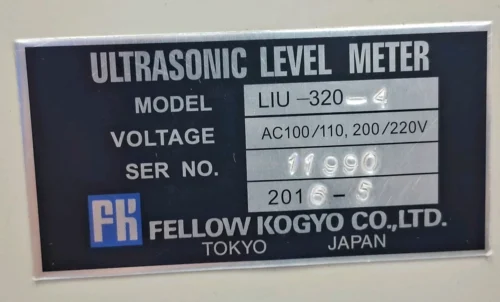 ULTRASONIC LEVEL METER
MODEL LIU-320-4
VOLTAGE AC100/110, 200/220V
SER NO. 11990
2016-5
FK FELLOW KOGYO CO.,LTD.
TOKYO JAPAN